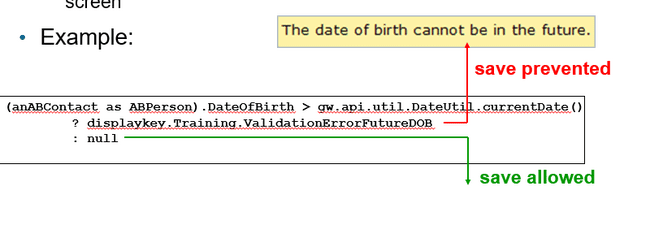 screen
• Example:
The date of birth cannot be in the future.
save prevented
(anABContact as ABPerson).DateOfBirth > gw.api.util.DateUtil.currentDate()
? displaykey.Training.ValidationErrorFutureDOB
: null
save allowed